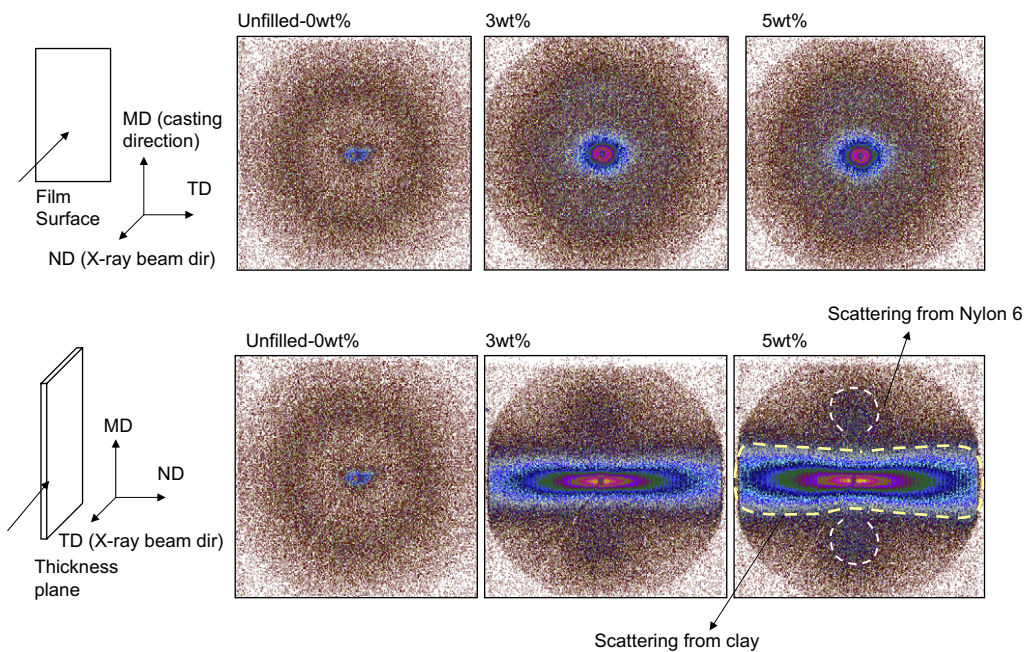 Unfilled-0wt%
3wt%
5wt%
MD (casting
direction)
TD
Film
Surface
ND (X-ray beam dir)
Scattering from Nylon 6
Unfilled-0wt%
3wt%
5wt%
MD
ND
TD (X-ray beam dir)
Thickness
plane
Scattering from clay